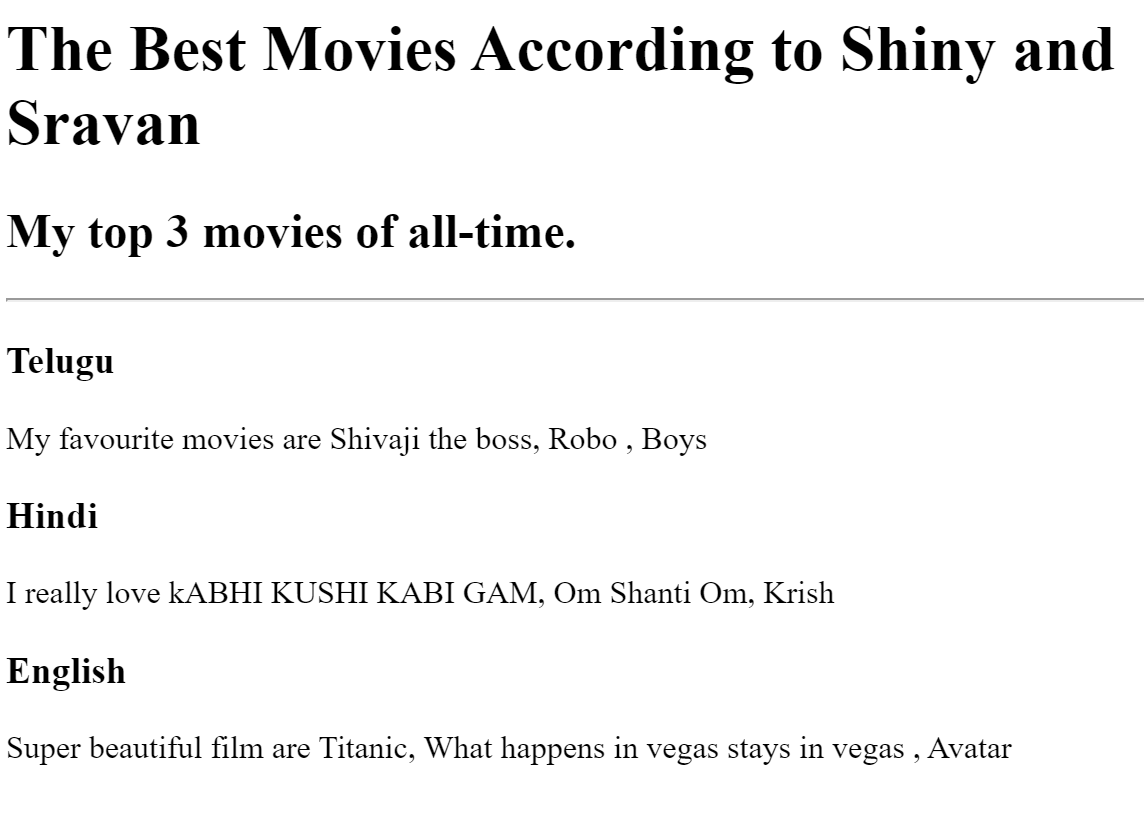 The Best Movies According to Shiny and
Sravan
My top 3 movies of all-time.
Telugu
My favourite movies are Shivaji the boss, Robo , Boys
Hindi
I really love kABHI KUSHI KABI GAM, Om Shanti Om, Krish
English
Super beautiful film are Titanic, What happens in vegas stays in vegas , Avatar